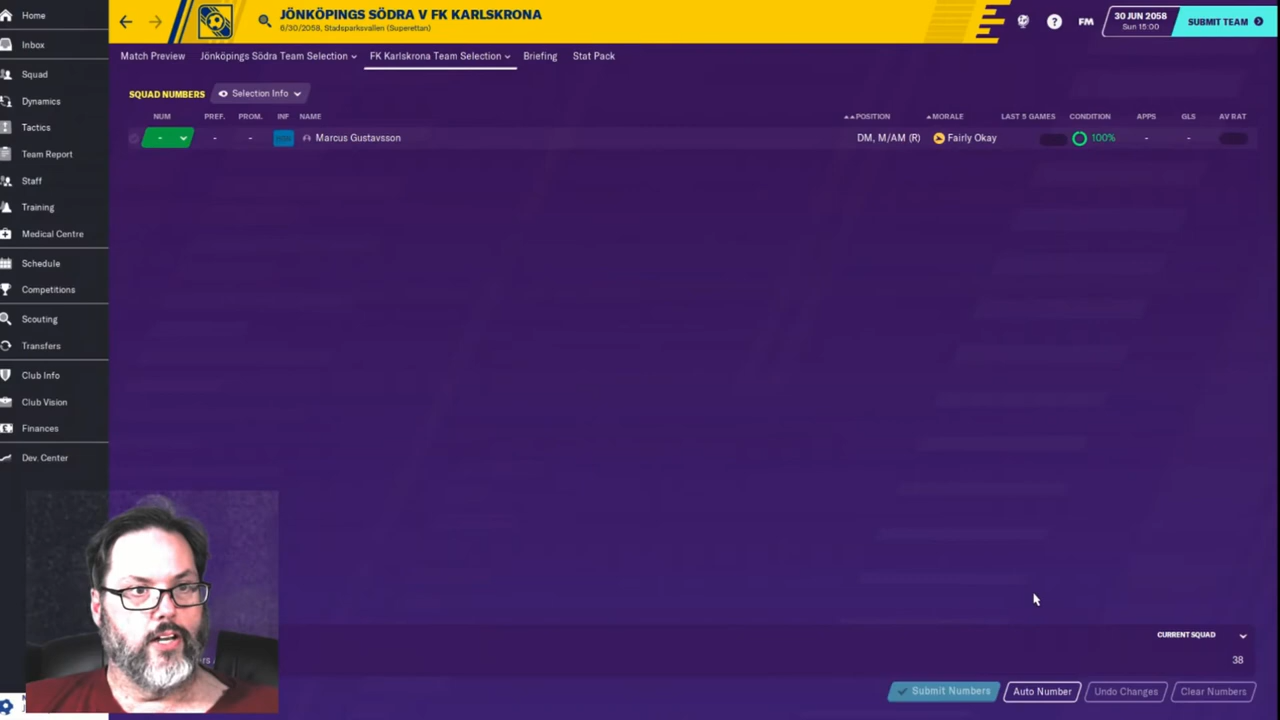 Home
JÖNKÖPINGS SÖDRA V FK KARLSKRONA
6/30/2058, Stadsparksvallen (Superettan)
FM
30 JUN 2058
Sun 15:00
SUBMIT TEAM
Inbox
Match Preview
Jönköpings Södra Team Selection
FK Karlskrona Team Selection
Briefing
Stat Pack
Squad
Dynamics
Tactics
Team Report
Staff
Training
Medical Centre
Schedule
Competitions
Scouting
Transfers
Club Info
Club Vision
Finances
Dev. Center
SQUAD NUMBERS
Selection Info
NUM PREF. PROM. INF NAME POSITION MORALE LAST 5 GAMES CONDITION APPS GLS AV RAT
- - - Marcus Gustavsson DM, M/AM (R) Fairly Okay 100% - -
CURRENT SQUAD
38
Submit Numbers
Auto Number
Undo Changes
Clear Numbers